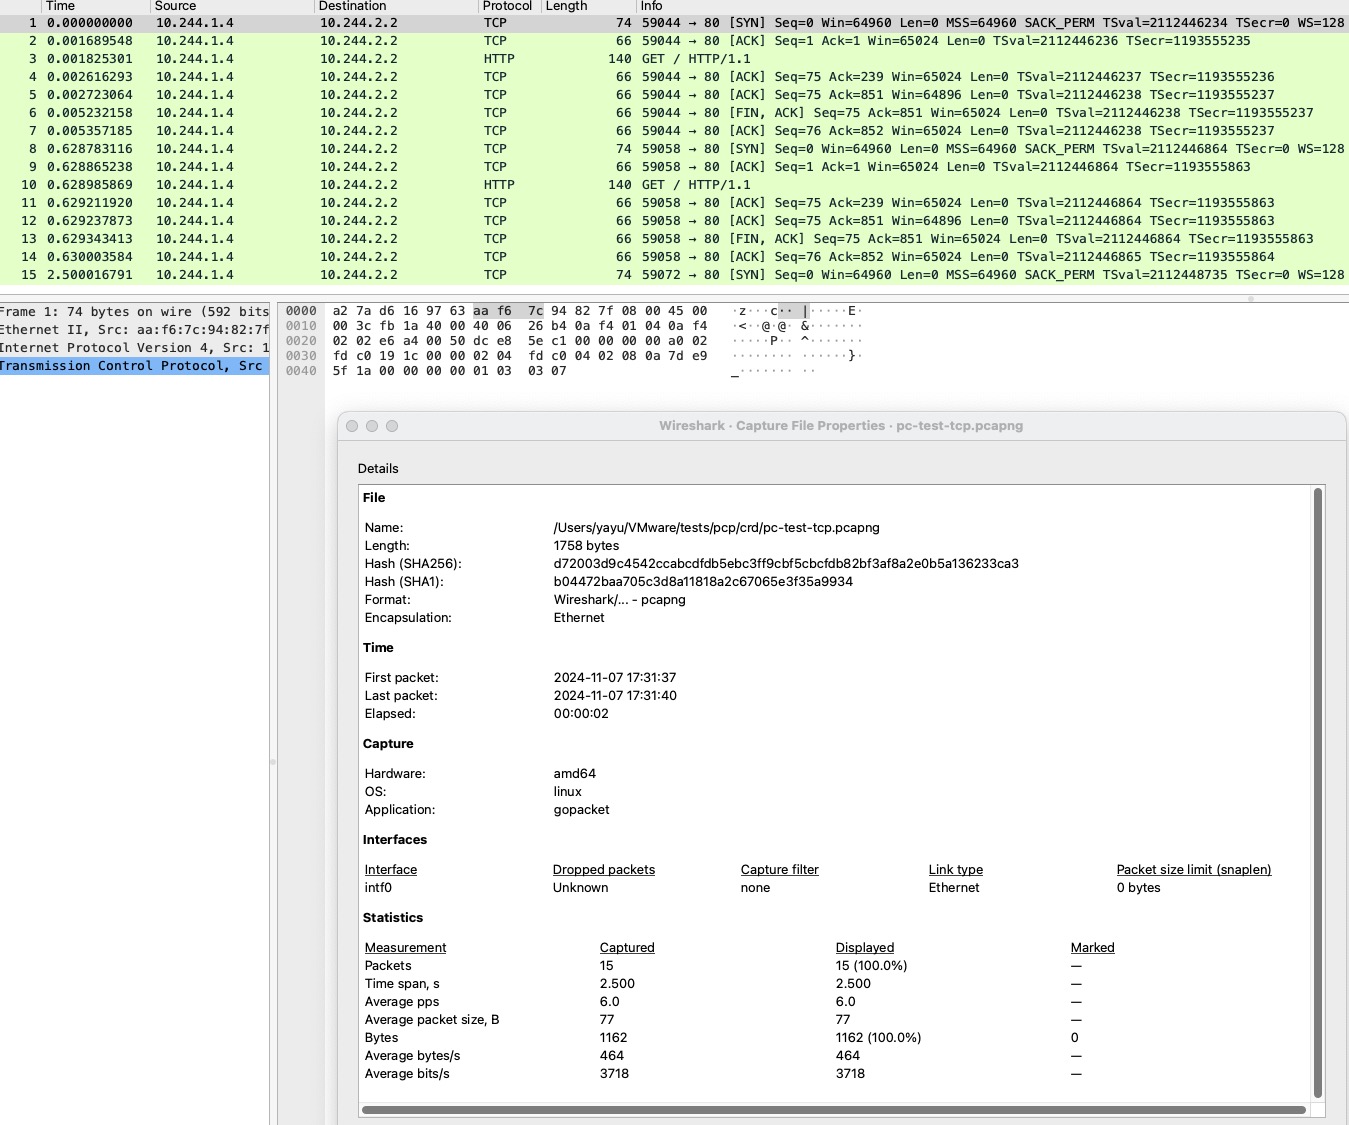 Time Source Destination Protocol Length Info
1 0.000000000 10.244.1.4 10.244.2.2 TCP 74 59044 → 80 [SYN] Seq=0 Win=64960 Len=0 MSS=64960 SACK_PERM TSval=2112446234 TSecr=0 WS=128
2 0.001689548 10.244.1.4 10.244.2.2 TCP 66 59044 → 80 [ACK] Seq=1 Ack=1 Win=65024 Len=0 TSval=2112446236 TSecr=1193555235
3 0.001825301 10.244.1.4 10.244.2.2 HTTP 140 GET / HTTP/1.1
4 0.002616293 10.244.1.4 10.244.2.2 TCP 66 59044 → 80 [ACK] Seq=75 Ack=239 Win=65024 Len=0 TSval=2112446237 TSecr=1193555236
5 0.002723064 10.244.1.4 10.244.2.2 TCP 66 59044 → 80 [ACK] Seq=75 Ack=851 Win=64896 Len=0 TSval=2112446238 TSecr=1193555237
6 0.005232158 10.244.1.4 10.244.2.2 TCP 66 59044 → 80 [FIN, ACK] Seq=75 Ack=851 Win=65024 Len=0 TSval=2112446238 TSecr=1193555237
7 0.005357185 10.244.1.4 10.244.2.2 TCP 66 59044 → 80 [ACK] Seq=76 Ack=852 Win=65024 Len=0 TSval=2112446238 TSecr=1193555237
8 0.628783116 10.244.1.4 10.244.2.2 TCP 74 59058 → 80 [SYN] Seq=0 Win=64960 Len=0 MSS=64960 SACK_PERM TSval=2112446864 TSecr=0 WS=128
9 0.628865238 10.244.1.4 10.244.2.2 TCP 66 59058 → 80 [ACK] Seq=1 Ack=1 Win=65024 Len=0 TSval=2112446864 TSecr=1193555863
10 0.628985869 10.244.1.4 10.244.2.2 HTTP 140 GET / HTTP/1.1
11 0.629211920 10.244.1.4 10.244.2.2 TCP 66 59058 → 80 [ACK] Seq=75 Ack=239 Win=65024 Len=0 TSval=2112446864 TSecr=1193555863
12 0.629237873 10.244.1.4 10.244.2.2 TCP 66 59058 → 80 [ACK] Seq=75 Ack=851 Win=64896 Len=0 TSval=2112446864 TSecr=1193555863
13 0.629343413 10.244.1.4 10.244.2.2 TCP 66 59058 → 80 [FIN, ACK] Seq=75 Ack=851 Win=65024 Len=0 TSval=2112446864 TSecr=1193555863
14 0.630003584 10.244.1.4 10.244.2.2 TCP 66 59058 → 80 [ACK] Seq=76 Ack=852 Win=65024 Len=0 TSval=2112446865 TSecr=1193555864
15 2.500016791 10.244.1.4 10.244.2.2 TCP 74 59072 → 80 [SYN] Seq=0 Win=64960 Len=0 MSS=64960 SACK_PERM TSval=2112448735 TSecr=0 WS=128
Frame 1: 74 bytes on wire (592 bits
Ethernet II, Src: aa:f6:7c:94:82:7f
Internet Protocol Version 4, Src: 1
Transmission Control Protocol, Src
0000 a2 7a d6 16 97 63 aa f6 7c 94 82 7f 08 00 45 00 ·z···c·· |·····E·
0010 00 3c fb 1a 40 00 40 06 26 b4 0a f4 01 04 0a f4 ·<··@·@· &·······
0020 02 02 e6 a4 00 50 dc e8 5e c1 00 00 00 00 a0 02 ·····P·· ^·······
0030 fd c0 19 1c 00 00 02 04 fd c0 04 02 08 0a 7d e9 ········ ······}·
0040 5f 1a 00 00 00 00 01 03 03 07 _······· ··
Wireshark · Capture File Properties · pc-test-tcp.pcapng
Details
File
Name: /Users/yayu/VMware/tests/pcp/crd/pc-test-tcp.pcapng
Length: 1758 bytes
Hash (SHA256): d72003d9c4542ccabcdfdb5ebc3ff9cbf5cbcfdb82bf3af8a2e0b5a136233ca3
Hash (SHA1): b04472baa705c3d8a11818a2c67065e3f35a9934
Format: Wireshark/... - pcapng
Encapsulation: Ethernet
Time
First packet: 2024-11-07 17:31:37
Last packet: 2024-11-07 17:31:40
Elapsed: 00:00:02
Capture
Hardware: amd64
OS: linux
Application: gopacket
Interfaces
Interface Dropped packets Capture filter Link type Packet size limit (snaplen)
intf0 Unknown none Ethernet 0 bytes
Statistics
Measurement Captured Displayed Marked
Packets 15 15 (100.0%) —
Time span, s 2.500 2.500 —
Average pps 6.0 6.0 —
Average packet size, B 77 77 —
Bytes 1162 1162 (100.0%) 0
Average bytes/s 464 464 —
Average bits/s 3718 3718 —